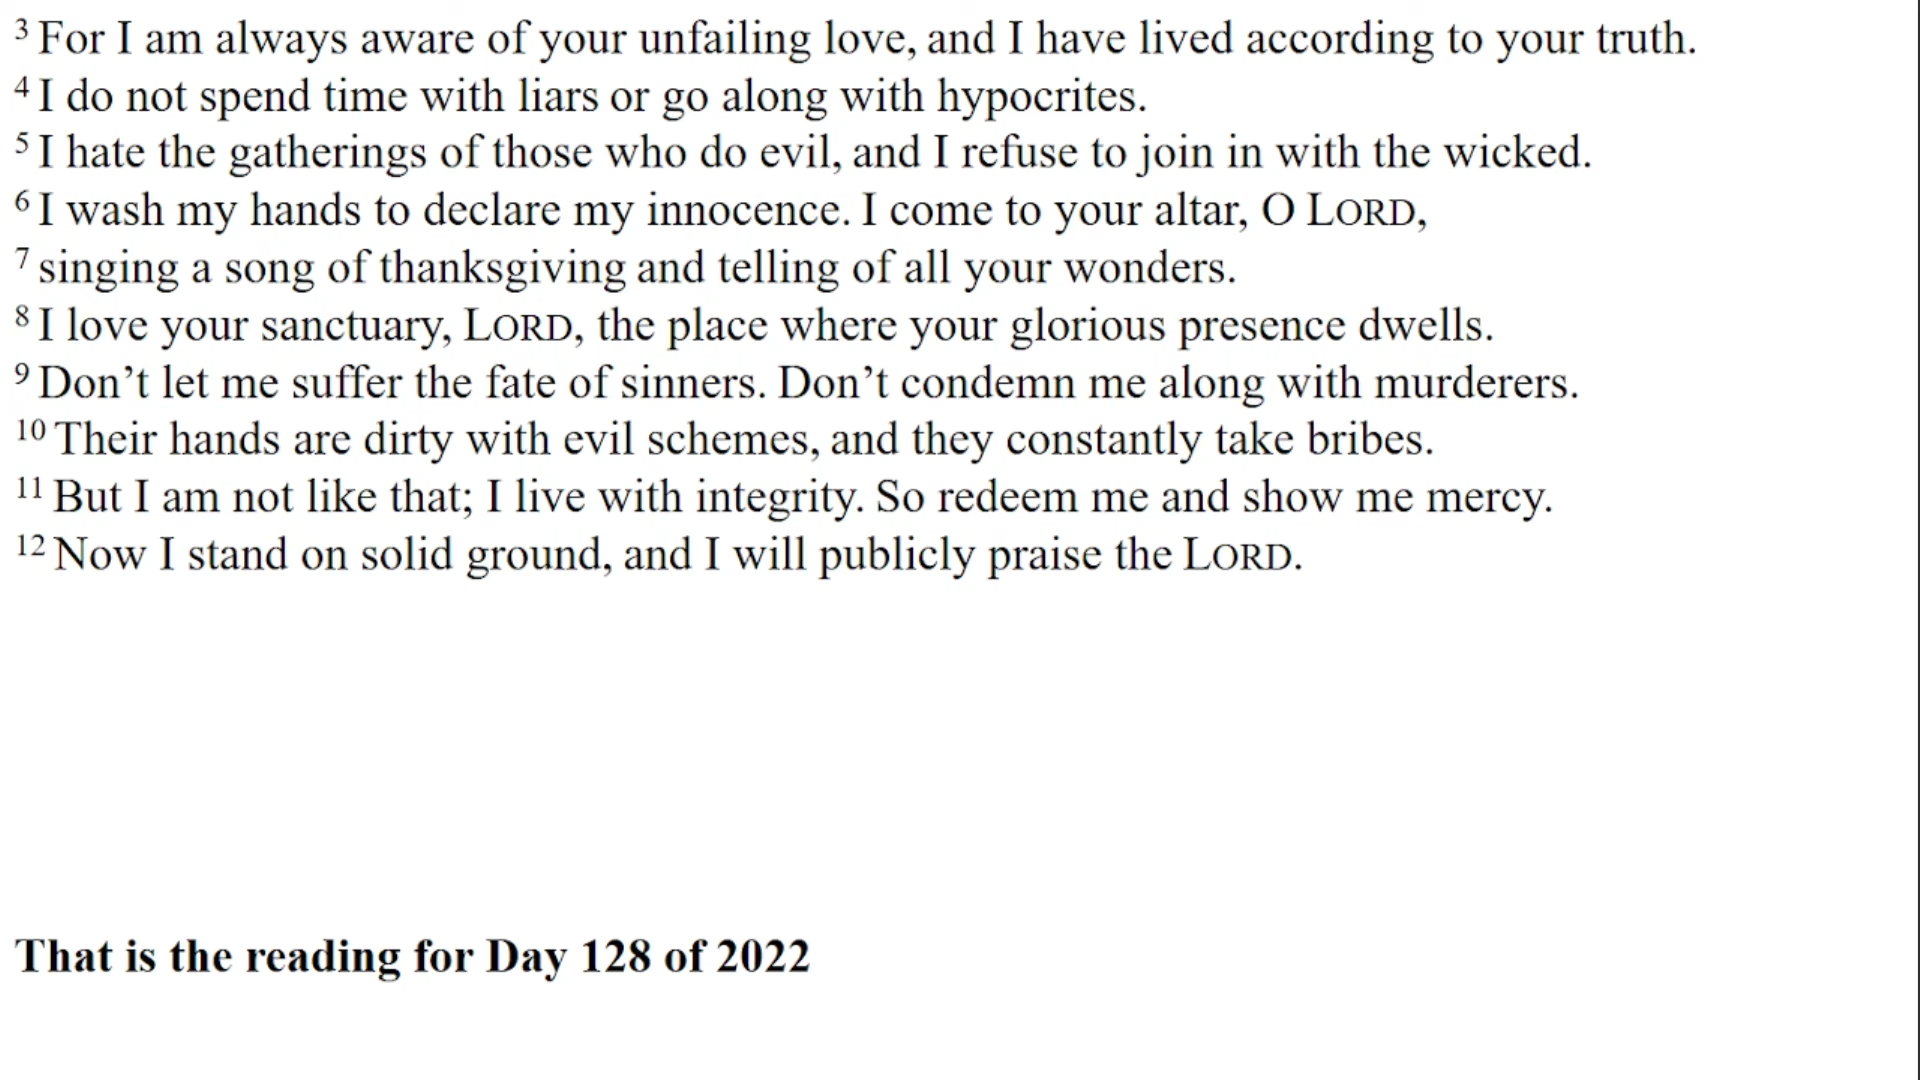 3 For I am always aware of your unfailing love, and I have lived according to your truth.
4 I do not spend time with liars or go along with hypocrites.
5 I hate the gatherings of those who do evil, and I refuse to join in with the wicked.
6 I wash my hands to declare my innocence. I come to your altar, O LORD,
7 singing a song of thanksgiving and telling of all your wonders.
8 I love your sanctuary, LORD, the place where your glorious presence dwells.
9 Don’t let me suffer the fate of sinners. Don’t condemn me along with murderers.
10 Their hands are dirty with evil schemes, and they constantly take bribes.
11 But I am not like that; I live with integrity. So redeem me and show me mercy.
12 Now I stand on solid ground, and I will publicly praise the LORD.
That is the reading for Day 128 of 2022